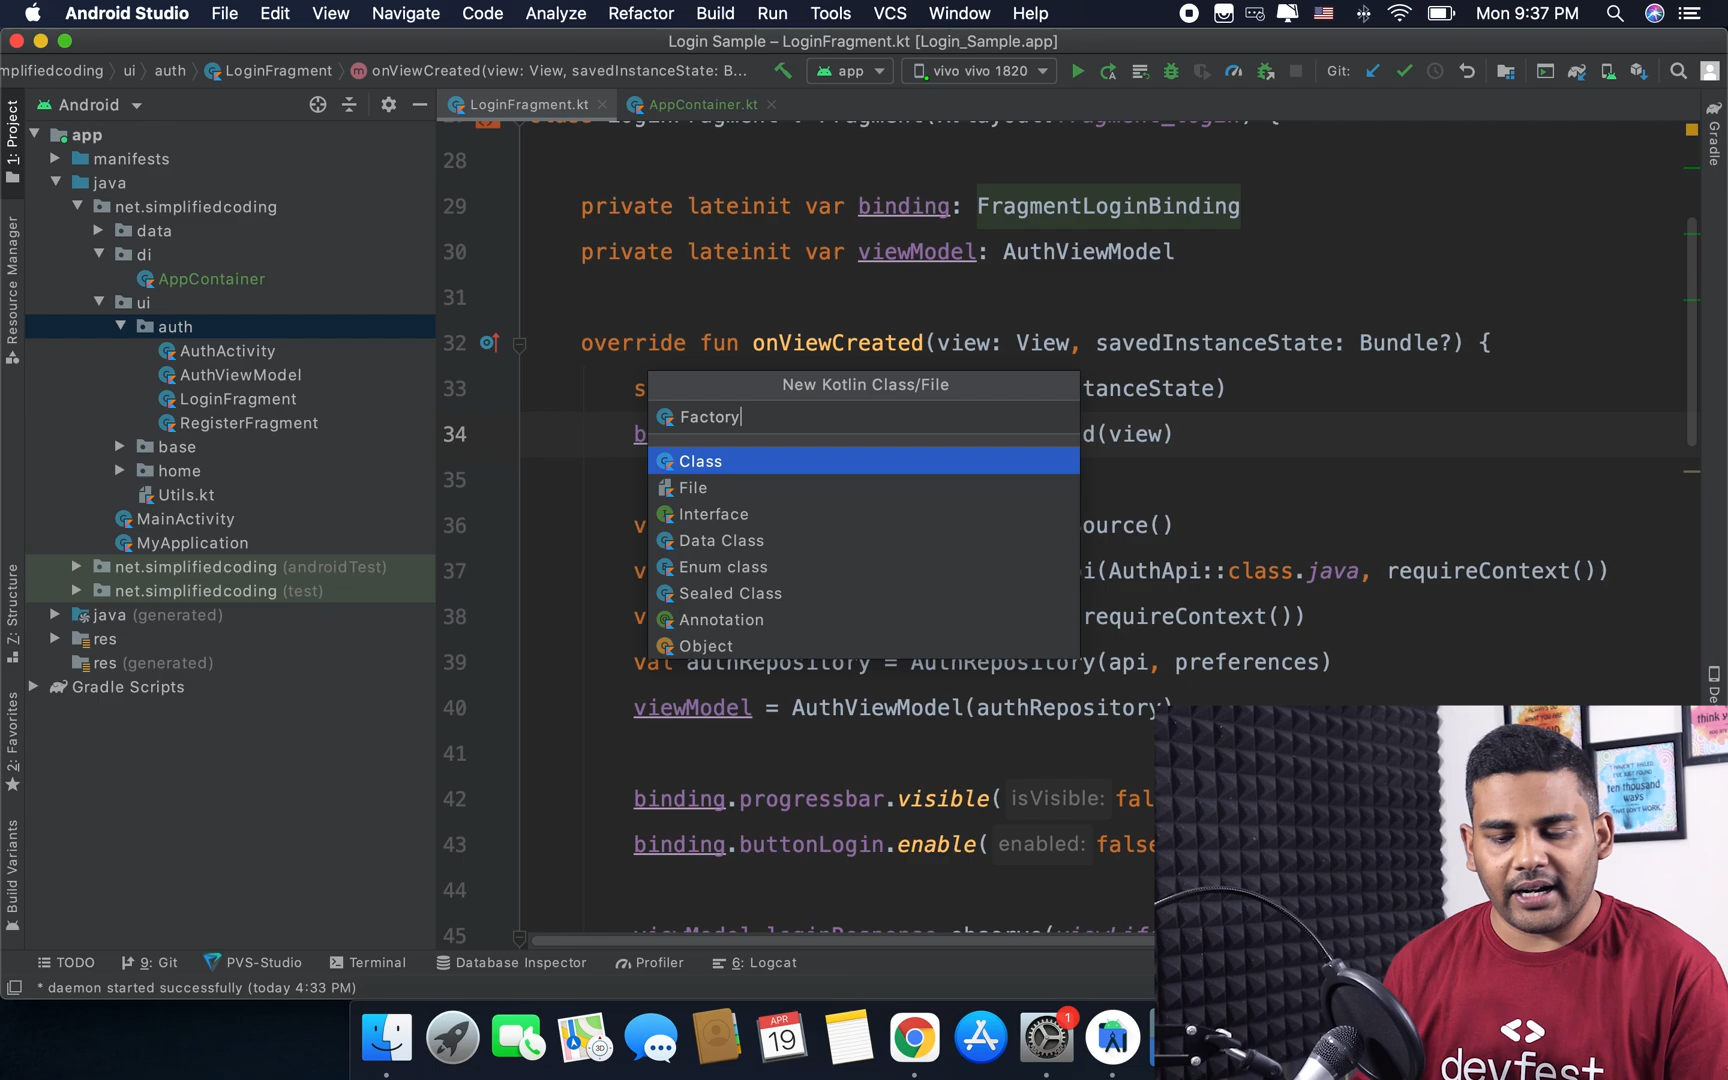 Android Studio File Edit View Navigate Code Analyze Refactor Build Run Tools VCS Window Help Mon 9:37 PM
Login Sample – LoginFragment.kt [Login_Sample.app]
mplifiedcoding ui auth LoginFragment onViewCreated(view: View, savedInstanceState: B... app vivo vivo 1820 Git:
Android LoginFragment.kt AppContainer.kt
1: Project
Resource Manager
7: Structure
2: Favorites
Build Variants
Gradle
app
manifests
java
net.simplifiedcoding
data
di
AppContainer
ui
auth
AuthActivity
AuthViewModel
LoginFragment
RegisterFragment
base
home
Utils.kt
MainActivity
MyApplication
net.simplifiedcoding (androidTest)
net.simplifiedcoding (test)
java (generated)
res
res (generated)
Gradle Scripts
28
29 private lateinit var binding: FragmentLoginBinding
30 private lateinit var viewModel: AuthViewModel
31
32 override fun onViewCreated(view: View, savedInstanceState: Bundle?) {
33 s tanceState)
34 b d(view)
35
36 v ource()
37 v i(AuthApi::class.java, requireContext())
38 v requireContext())
39 val authRepository = AuthRepository(api, preferences)
40 viewModel = AuthViewModel(authRepository)
41
42 binding.progressbar.visible( isVisible: fal
43 binding.buttonLogin.enable( enabled: false
44
45
New Kotlin Class/File
Factory
Class
File
Interface
Data Class
Enum class
Sealed Class
Annotation
Object
TODO 9: Git PVS-Studio Terminal Database Inspector Profiler 6: Logcat
* daemon started successfully (today 4:33 PM)
APR
19
3D
1
think y
ten thousand
ways
devfest